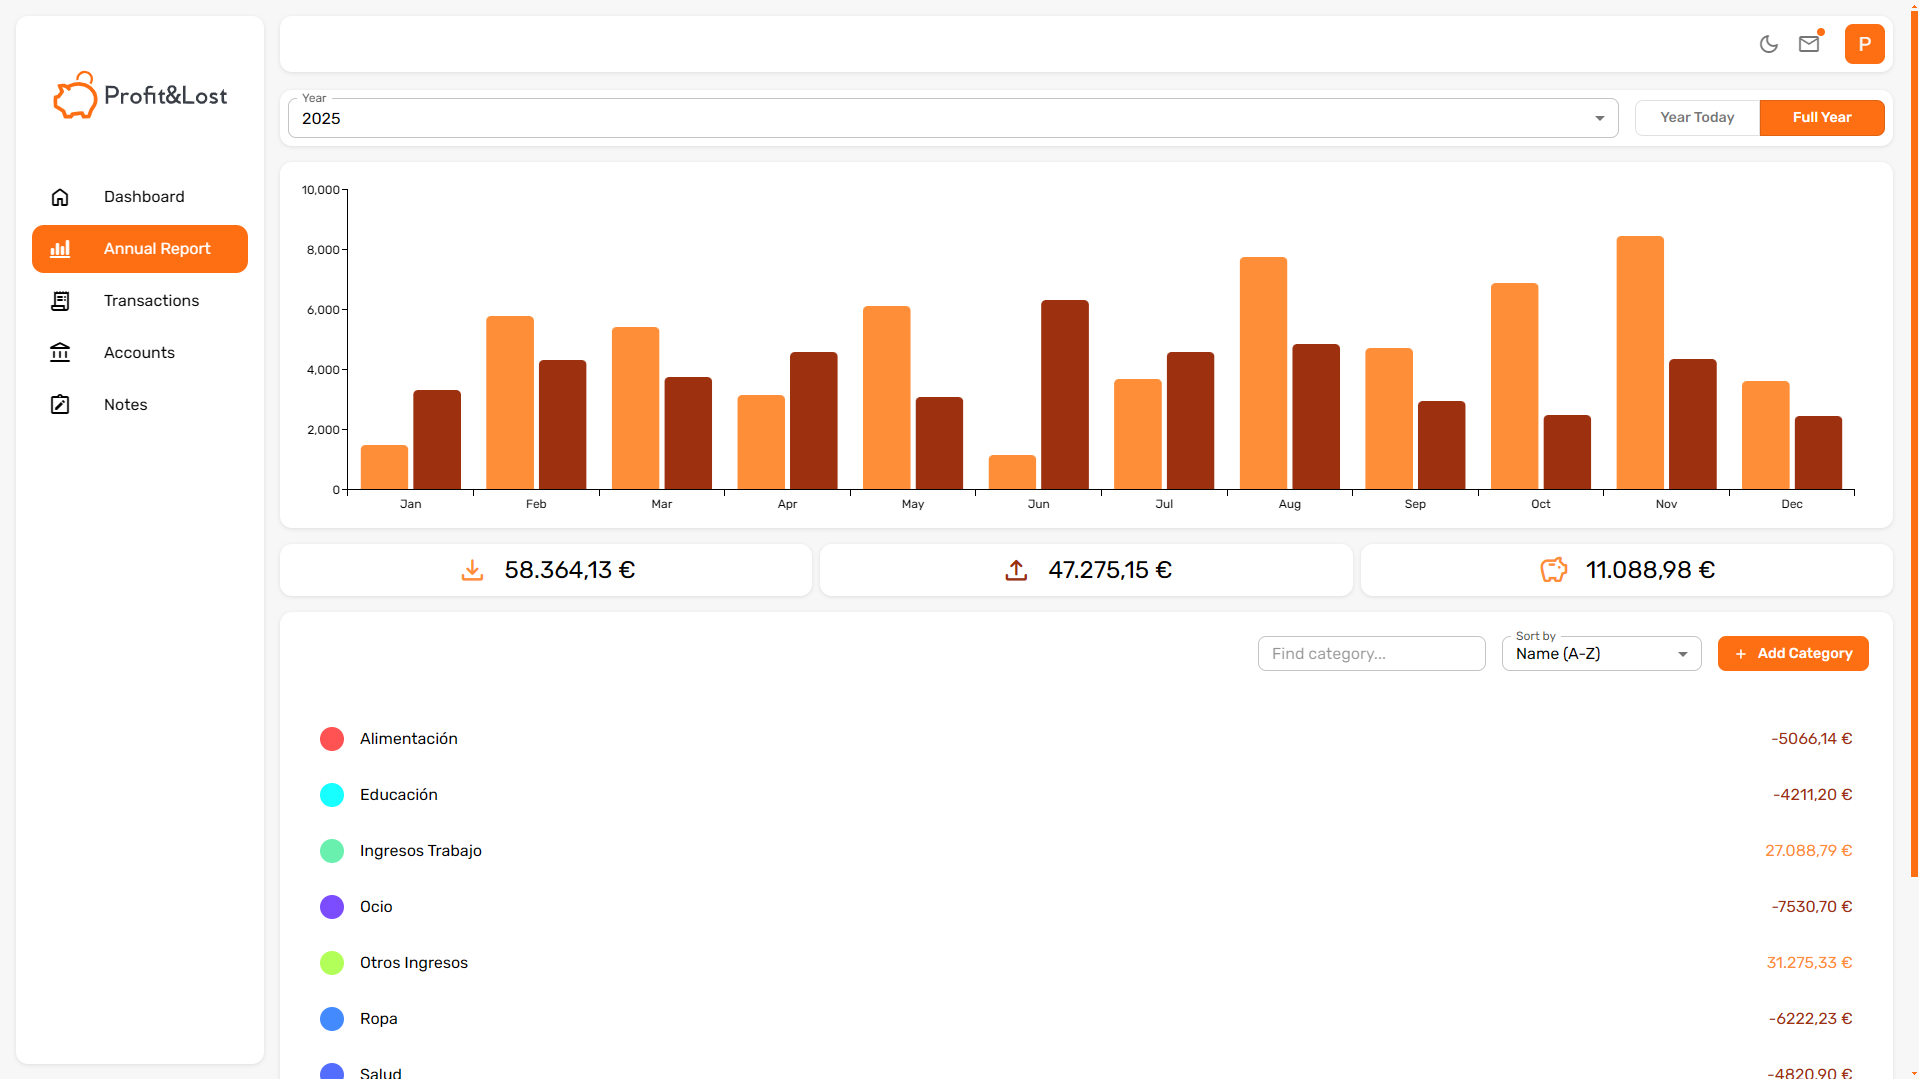 Profit&Lost
Dashboard
Annual Report
Transactions
Accounts
Notes
P
Year
2025
Year Today
Full Year
10,000
8,000
6,000
4,000
2,000
0
Jan Feb Mar Apr May Jun Jul Aug Sep Oct Nov Dec
58.364,13 €
47.275,15 €
11.088,98 €
Find category...
Sort by
Name (A-Z)
+ Add Category
Alimentación -5066,14 €
Educación -4211,20 €
Ingresos Trabajo 27.088,79 €
Ocio -7530,70 €
Otros Ingresos 31.275,33 €
Ropa -6222,23 €
Salud -4820,90 €